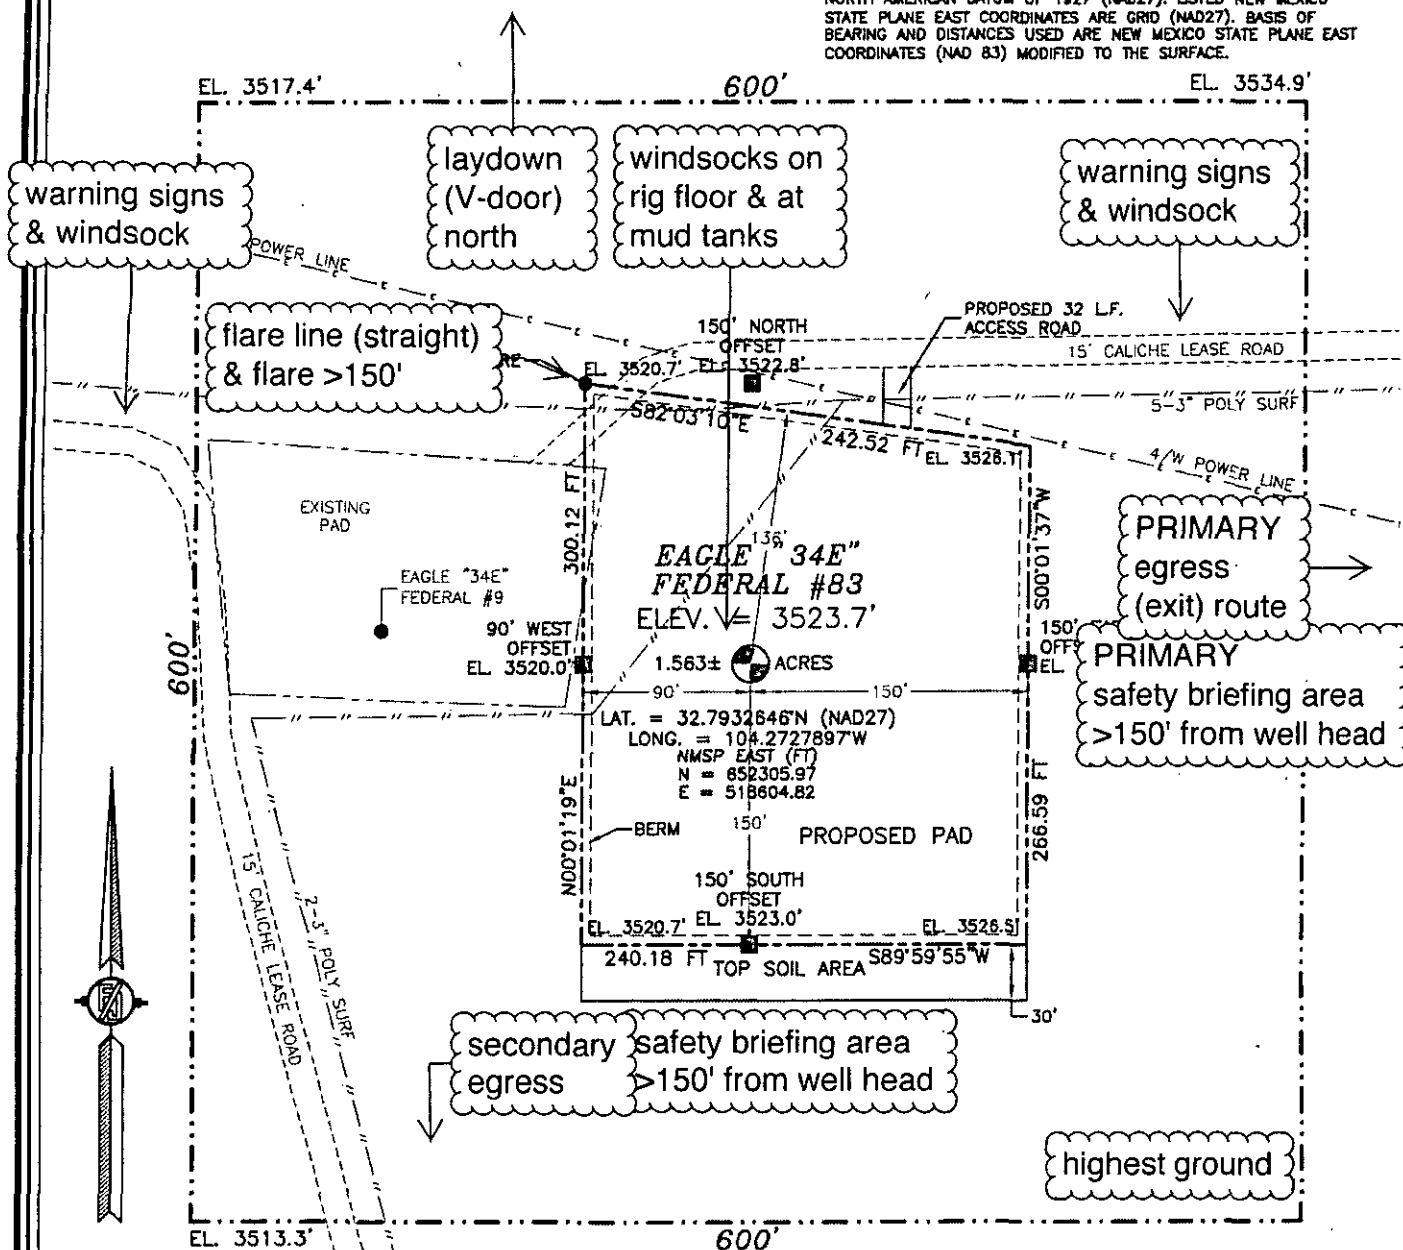 NORTH AMERICAN DATUM OF 1927 (NAD27). LISTED NEW MEXICO
STATE PLANE EAST COORDINATES ARE GRID (NAD27). BASIS OF
BEARING AND DISTANCES USED ARE NEW MEXICO STATE PLANE EAST
COORDINATES (NAD 83) MODIFIED TO THE SURFACE.
EL. 3517.4'
600'
EL. 3534.9'
laydown
(V-door)
north
windsocks on
rig floor & at
mud tanks
warning signs
& windsock
warning signs
& windsock
POWER LINE
flare line (straight)
& flare >150'
PROPOSED 32 L.F.
ACCESS ROAD
150' NORTH
OFFSET
EL. 3522.8'
15' CALICHE LEASE ROAD
EL. 3520.7'
5-3" POLY SURF
S82°03'10"E
242.52 FT
EL. 3526.1'
4/W POWER LINE
EXISTING
PAD
300.12 FT
S00°01'37"W
PRIMARY
egress
(exit) route
136'
EAGLE "34E"
FEDERAL #83
ELEV. = 3523.7'
EAGLE "34E"
FEDERAL #9
90' WEST
OFFSET
EL. 3520.0'
150'
EL.
PRIMARY
safety briefing area
>150' from well head
600'
1.563± ACRES
90'
150'
LAT. = 32.7932646°N (NAD27)
LONG. = 104.2727897°W
NMSP EAST (FT)
N = 652305.97
E = 518604.82
N00°01'19"E
BERM
150'
PROPOSED PAD
266.59 FT
150' SOUTH
OFFSET
EL. 3523.0'
EL. 3520.7'
EL. 3526.5'
240.18 FT
S89°59'55"W
TOP SOIL AREA
30'
15' CALICHE LEASE ROAD
2-3" POLY SURF
secondary
egress
safety briefing area
>150' from well head
highest ground
EL. 3513.3'
600'